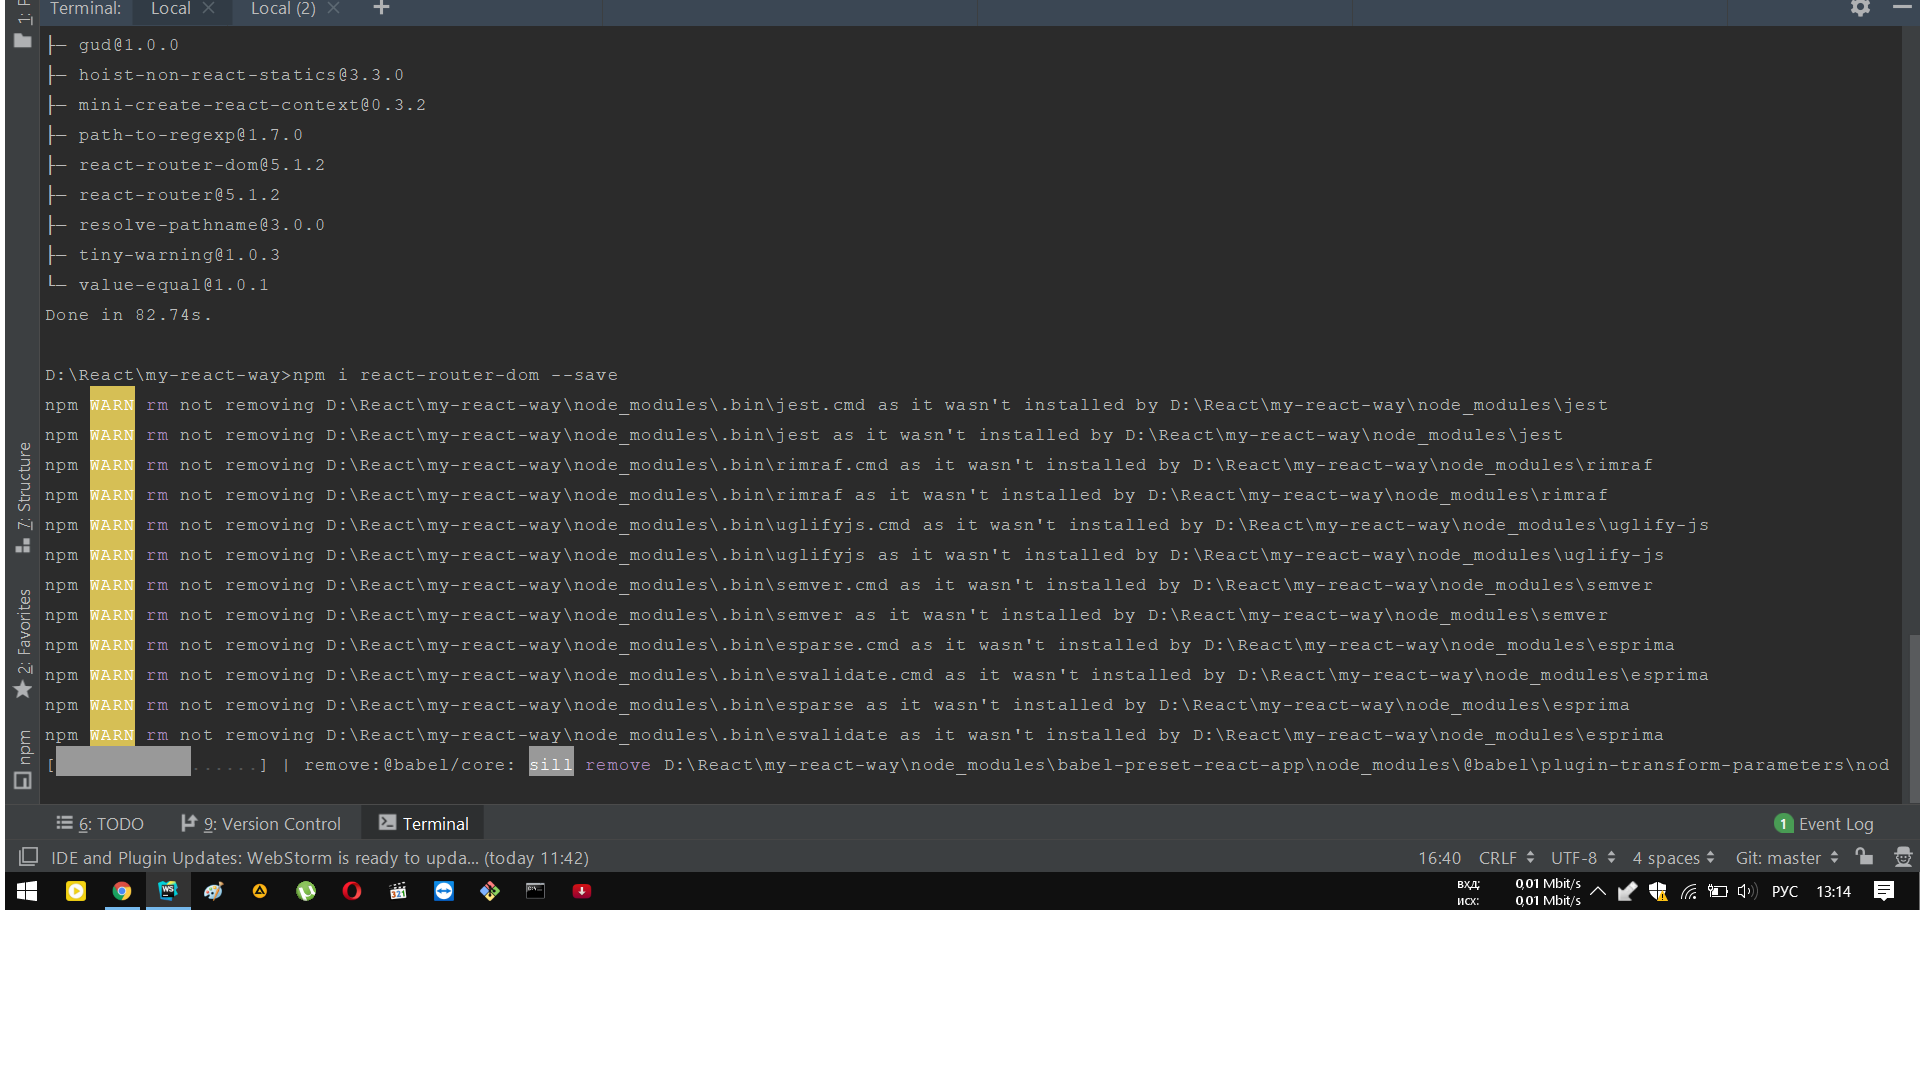 Terminal: Local × Local (2) × +
├─ gud@1.0.0
├─ hoist-non-react-statics@3.3.0
├─ mini-create-react-context@0.3.2
├─ path-to-regexp@1.7.0
├─ react-router-dom@5.1.2
├─ react-router@5.1.2
├─ resolve-pathname@3.0.0
├─ tiny-warning@1.0.3
└─ value-equal@1.0.1
Done in 82.74s.
D:\React\my-react-way>npm i react-router-dom --save
npm WARN rm not removing D:\React\my-react-way\node_modules\.bin\jest.cmd as it wasn't installed by D:\React\my-react-way\node_modules\jest
npm WARN rm not removing D:\React\my-react-way\node_modules\.bin\jest as it wasn't installed by D:\React\my-react-way\node_modules\jest
npm WARN rm not removing D:\React\my-react-way\node_modules\.bin\rimraf.cmd as it wasn't installed by D:\React\my-react-way\node_modules\rimraf
npm WARN rm not removing D:\React\my-react-way\node_modules\.bin\rimraf as it wasn't installed by D:\React\my-react-way\node_modules\rimraf
npm WARN rm not removing D:\React\my-react-way\node_modules\.bin\uglifyjs.cmd as it wasn't installed by D:\React\my-react-way\node_modules\uglify-js
npm WARN rm not removing D:\React\my-react-way\node_modules\.bin\uglifyjs as it wasn't installed by D:\React\my-react-way\node_modules\uglify-js
npm WARN rm not removing D:\React\my-react-way\node_modules\.bin\semver.cmd as it wasn't installed by D:\React\my-react-way\node_modules\semver
npm WARN rm not removing D:\React\my-react-way\node_modules\.bin\semver as it wasn't installed by D:\React\my-react-way\node_modules\semver
npm WARN rm not removing D:\React\my-react-way\node_modules\.bin\esparse.cmd as it wasn't installed by D:\React\my-react-way\node_modules\esprima
npm WARN rm not removing D:\React\my-react-way\node_modules\.bin\esvalidate.cmd as it wasn't installed by D:\React\my-react-way\node_modules\esprima
npm WARN rm not removing D:\React\my-react-way\node_modules\.bin\esparse as it wasn't installed by D:\React\my-react-way\node_modules\esprima
npm WARN rm not removing D:\React\my-react-way\node_modules\.bin\esvalidate as it wasn't installed by D:\React\my-react-way\node_modules\esprima
[ ......] | remove:@babel/core: sill remove D:\React\my-react-way\node_modules\babel-preset-react-app\node_modules\@babel\plugin-transform-parameters\nod
7: Structure
2: Favorites
npm
6: TODO 9: Version Control Terminal 1 Event Log
IDE and Plugin Updates: WebStorm is ready to upda... (today 11:42) 16:40 CRLF UTF-8 4 spaces Git: master
WS 321
вхд: 0,01 Mbit/s
исх: 0,01 Mbit/s
РУС 13:14